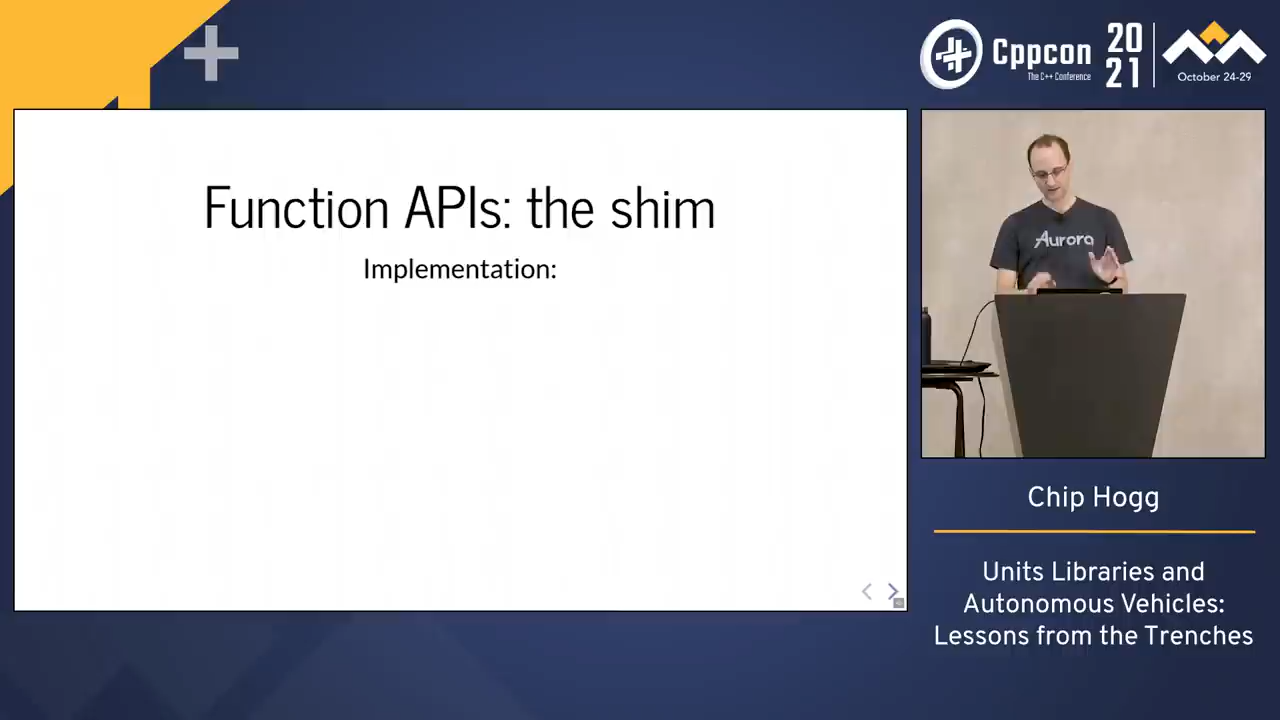 Cppcon
The C++ Conference
20
21
October 24-29
Function APIs: the shim
Implementation:
Aurora
Chip Hogg
Units Libraries and
Autonomous Vehicles:
Lessons from the Trenches